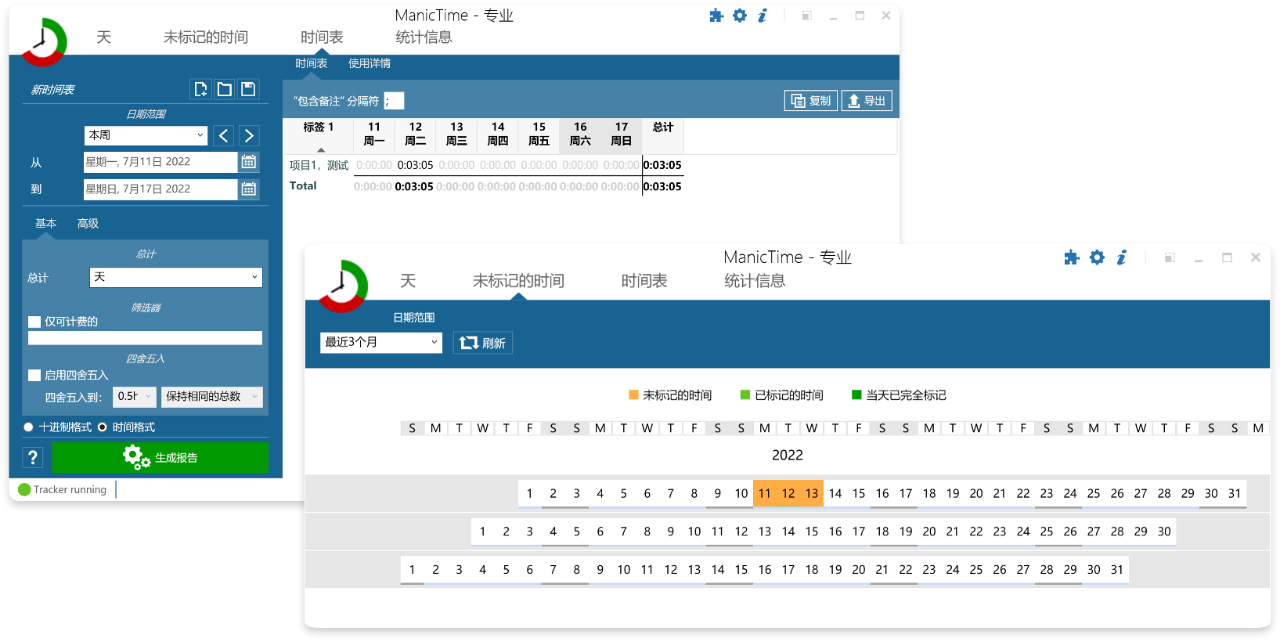 ManicTime - 专业
天 未标记的时间 时间表 统计信息
时间表 使用详情
新时间表
日期范围
本周
从 星期一, 7月11日 2022
到 星期日, 7月17日 2022
基本 高级
总计
总计 天
筛选器
仅可计费的
四舍五入
启用四舍五入
四舍五入到: 0.5h 保持相同的总数
十进制格式 时间格式
? 生成报告
Tracker running
"包含备注" 分隔符 ; 复制 导出
标签 1 11 12 13 14 15 16 17 总计
周一 周二 周三 周四 周五 周六 周日
项目1, 测试 0:00:00 0:03:05 0:00:00 0:00:00 0:00:00 0:00:00 0:00:00 0:03:05
Total 0:00:00 0:03:05 0:00:00 0:00:00 0:00:00 0:00:00 0:00:00 0:03:05
ManicTime - 专业
天 未标记的时间 时间表 统计信息
日期范围
最近3个月 刷新
未标记的时间 已标记的时间 当天已完全标记
S M T W T F S S M T W T F S S M T W T F S S M T W T F S S M T W T F S S M
2022
1 2 3 4 5 6 7 8 9 10 11 12 13 14 15 16 17 18 19 20 21 22 23 24 25 26 27 28 29 30 31
1 2 3 4 5 6 7 8 9 10 11 12 13 14 15 16 17 18 19 20 21 22 23 24 25 26 27 28 29 30
1 2 3 4 5 6 7 8 9 10 11 12 13 14 15 16 17 18 19 20 21 22 23 24 25 26 27 28 29 30 31